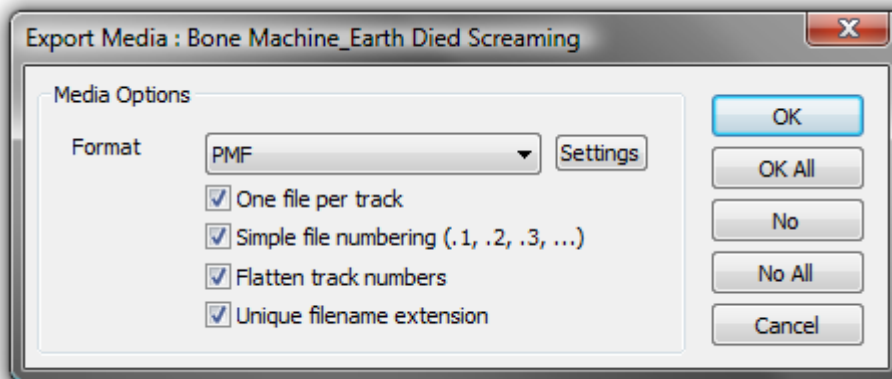 Export Media : Bone Machine_Earth Died Screaming
Media Options
Format
PMF
Settings
One file per track
Simple file numbering (.1, .2, .3, ...)
Flatten track numbers
Unique filename extension
OK
OK All
No
No All
Cancel